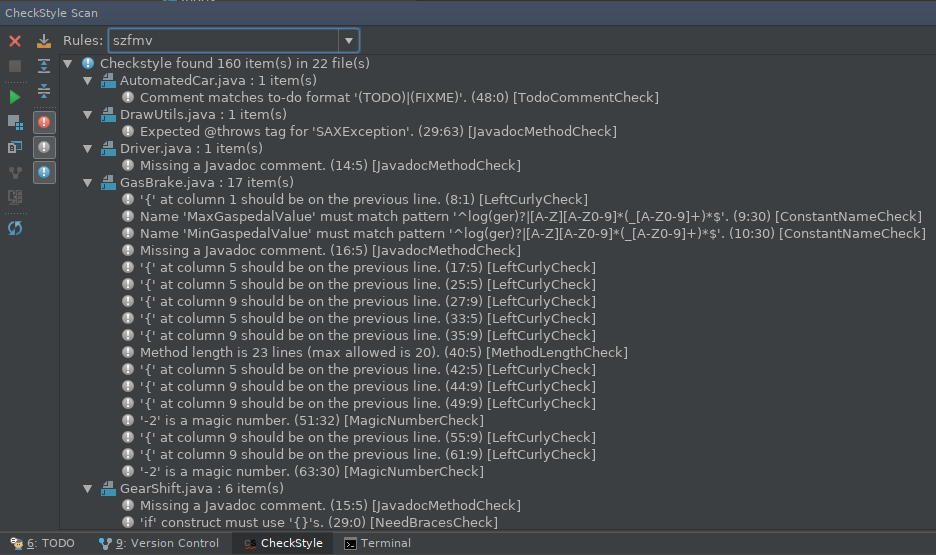 CheckStyle Scan
Rules: szfmv
Checkstyle found 160 item(s) in 22 file(s)
AutomatedCar.java : 1 item(s)
Comment matches to-do format '(TODO)|(FIXME)'. (48:0) [TodoCommentCheck]
DrawUtils.java : 1 item(s)
Expected @throws tag for 'SAXException'. (29:63) [JavadocMethodCheck]
Driver.java : 1 item(s)
Missing a Javadoc comment. (14:5) [JavadocMethodCheck]
GasBrake.java : 17 item(s)
'{' at column 1 should be on the previous line. (8:1) [LeftCurlyCheck]
Name 'MaxGaspedalValue' must match pattern '^log(ger)?|[A-Z][A-Z0-9]*(_[A-Z0-9]+)*$'. (9:30) [ConstantNameCheck]
Name 'MinGaspedalValue' must match pattern '^log(ger)?|[A-Z][A-Z0-9]*(_[A-Z0-9]+)*$'. (10:30) [ConstantNameCheck]
Missing a Javadoc comment. (16:5) [JavadocMethodCheck]
'{' at column 5 should be on the previous line. (17:5) [LeftCurlyCheck]
'{' at column 5 should be on the previous line. (25:5) [LeftCurlyCheck]
'{' at column 9 should be on the previous line. (27:9) [LeftCurlyCheck]
'{' at column 5 should be on the previous line. (33:5) [LeftCurlyCheck]
'{' at column 9 should be on the previous line. (35:9) [LeftCurlyCheck]
Method length is 23 lines (max allowed is 20). (40:5) [MethodLengthCheck]
'{' at column 5 should be on the previous line. (42:5) [LeftCurlyCheck]
'{' at column 9 should be on the previous line. (44:9) [LeftCurlyCheck]
'{' at column 9 should be on the previous line. (49:9) [LeftCurlyCheck]
'-2' is a magic number. (51:32) [MagicNumberCheck]
'{' at column 9 should be on the previous line. (55:9) [LeftCurlyCheck]
'{' at column 9 should be on the previous line. (61:9) [LeftCurlyCheck]
'-2' is a magic number. (63:30) [MagicNumberCheck]
GearShift.java : 6 item(s)
Missing a Javadoc comment. (15:5) [JavadocMethodCheck]
'if' construct must use '{}'s. (29:0) [NeedBracesCheck]
6: TODO 9: Version Control CheckStyle Terminal